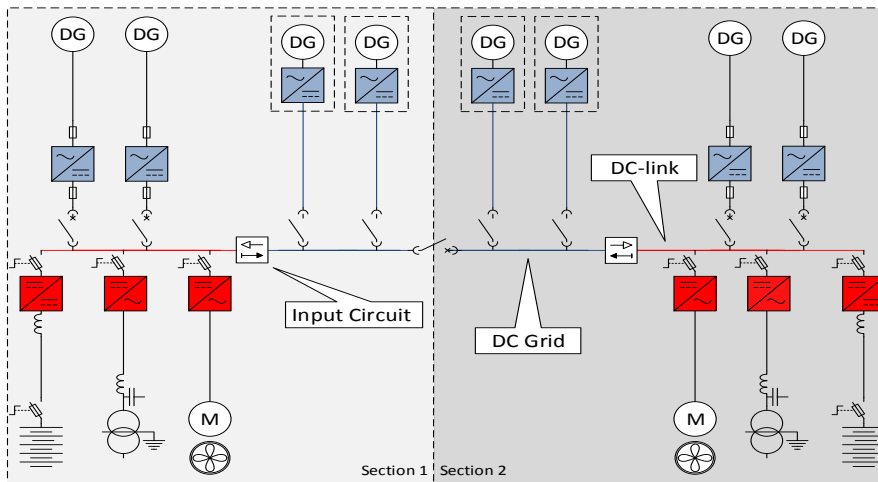 DG DG DG DG DG DG DG DG
DC-link
Input Circuit
DC Grid
M M
Section 1 Section 2